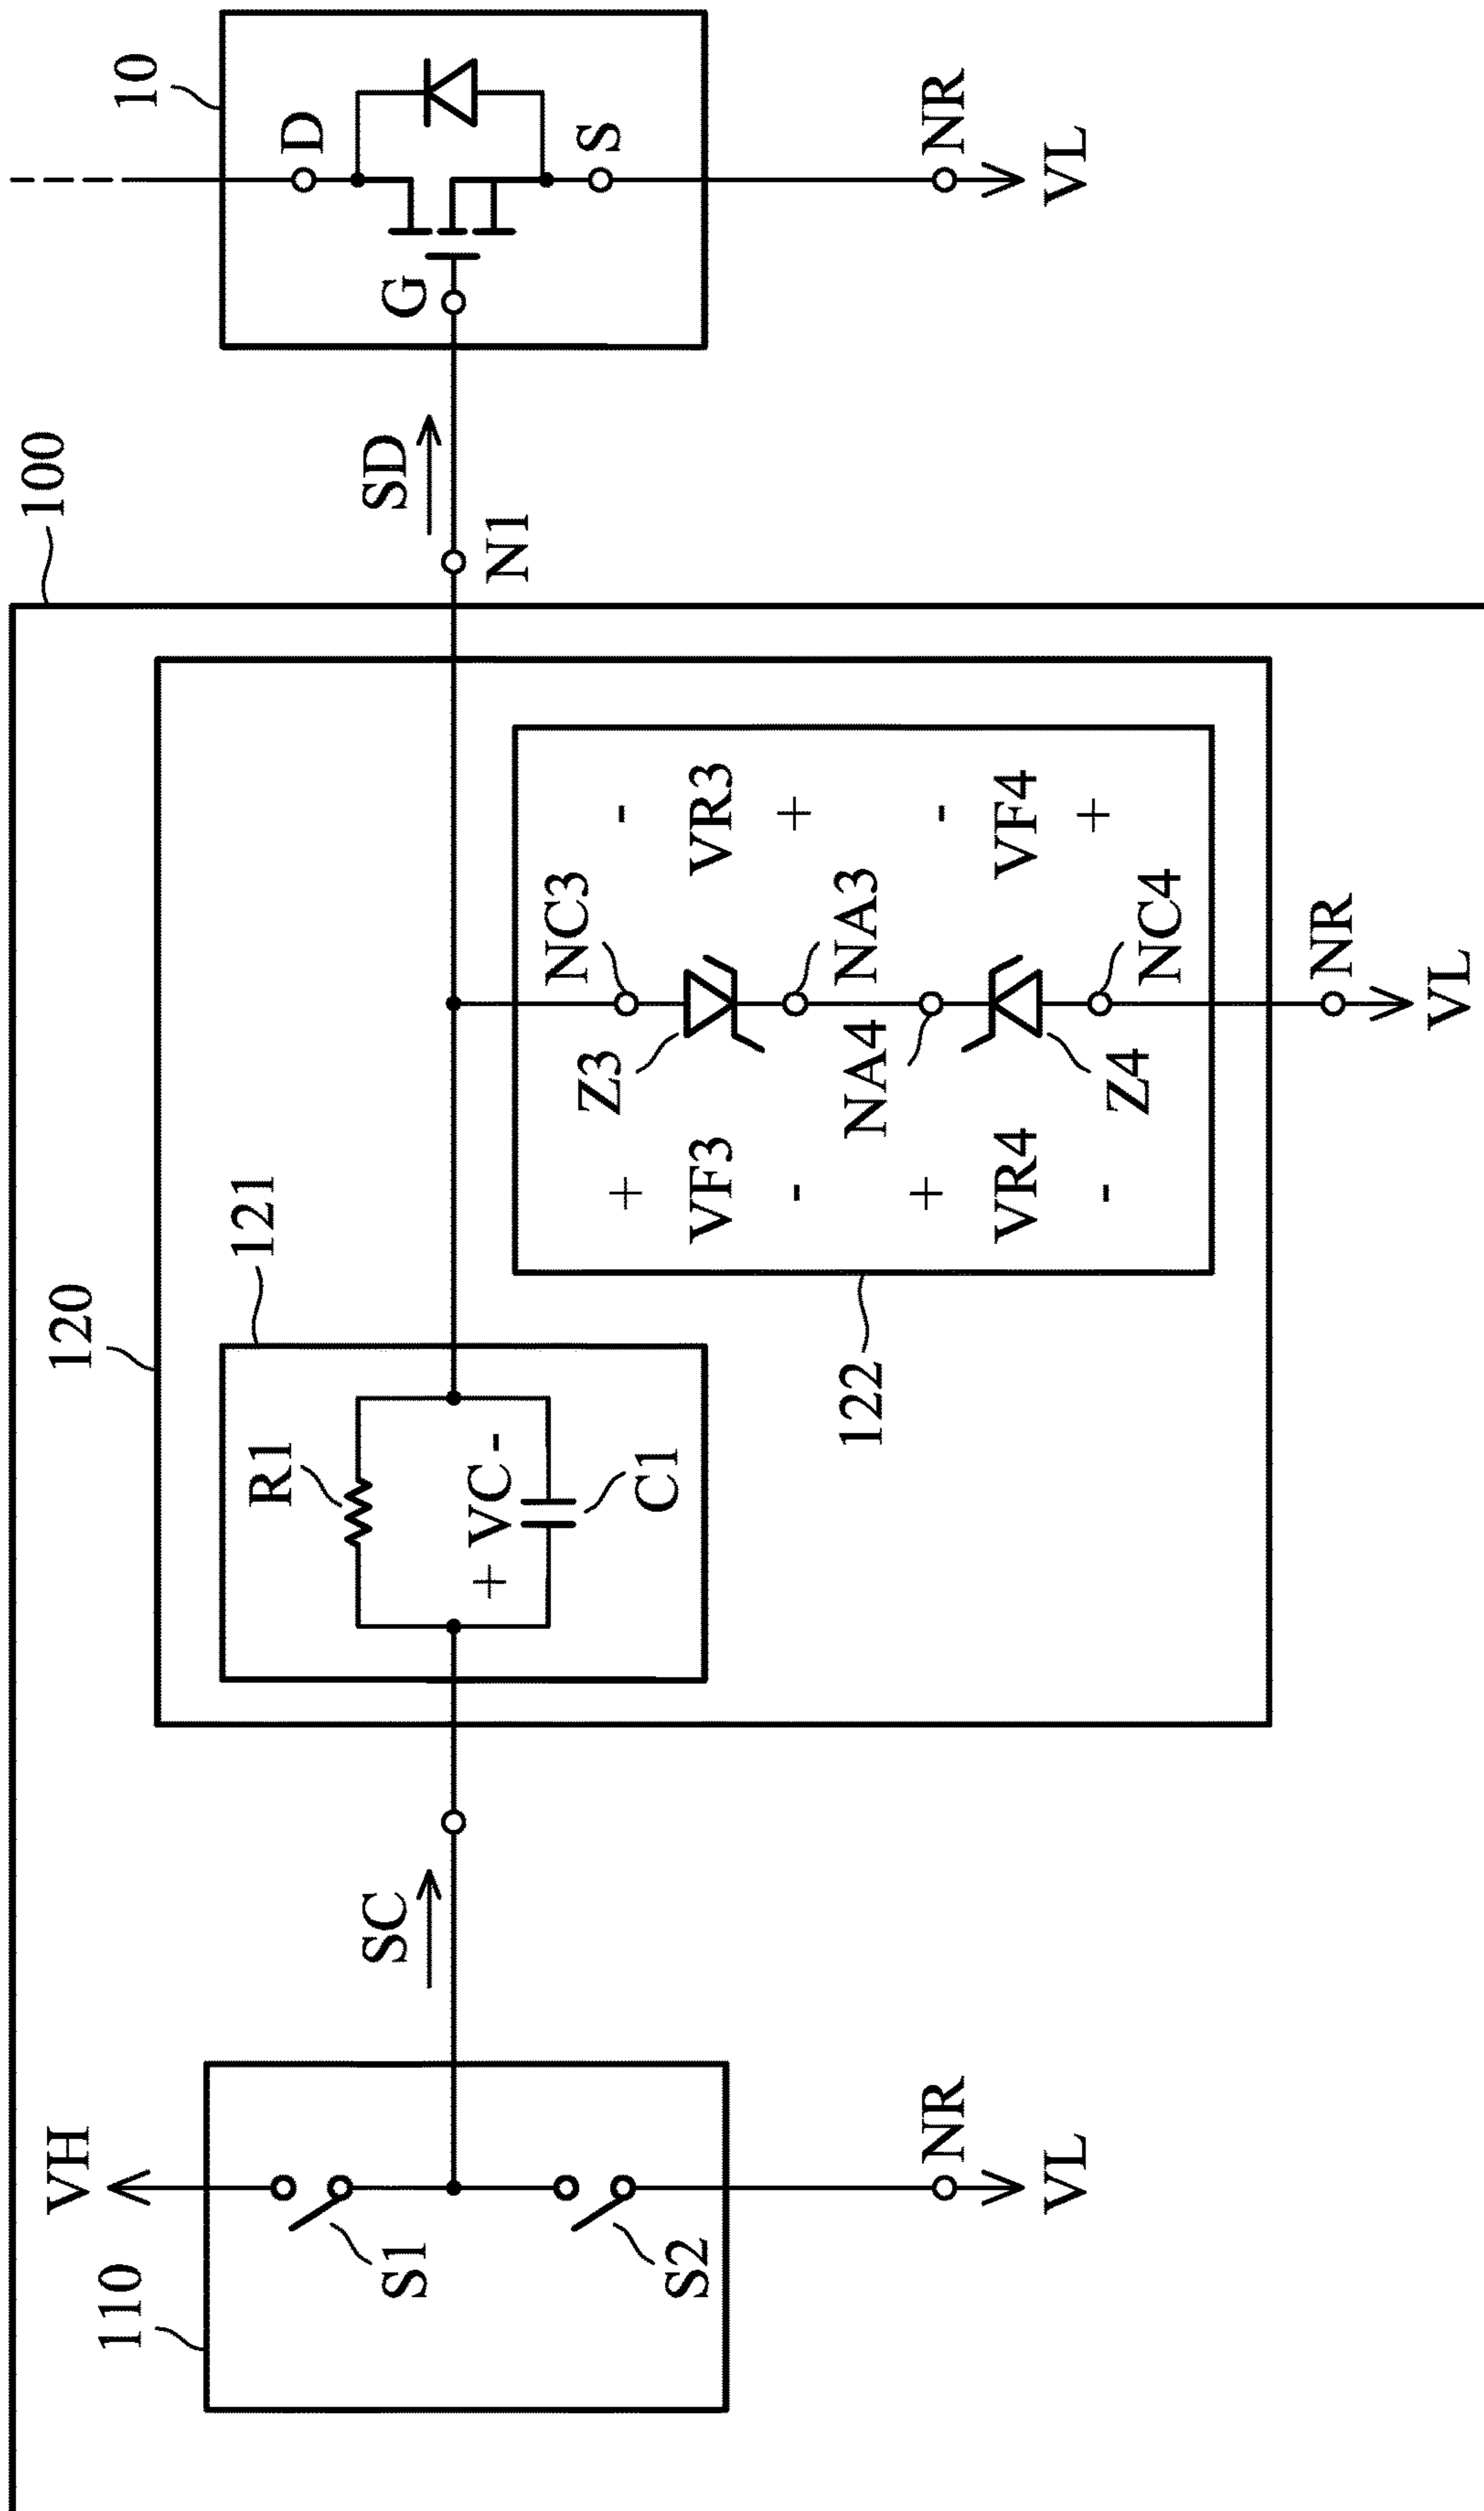 100
110
VH
S1
S2
NR
VL
SC
120
121
R1
+ VC -
C1
122
+
VF3
-
+
VR4
-
Z3
NA4
Z4
NC3
NA3
NC4
-
VR3
+
-
VF4
+
NR
VL
N1
SD
10
D
G
S
NR
VL